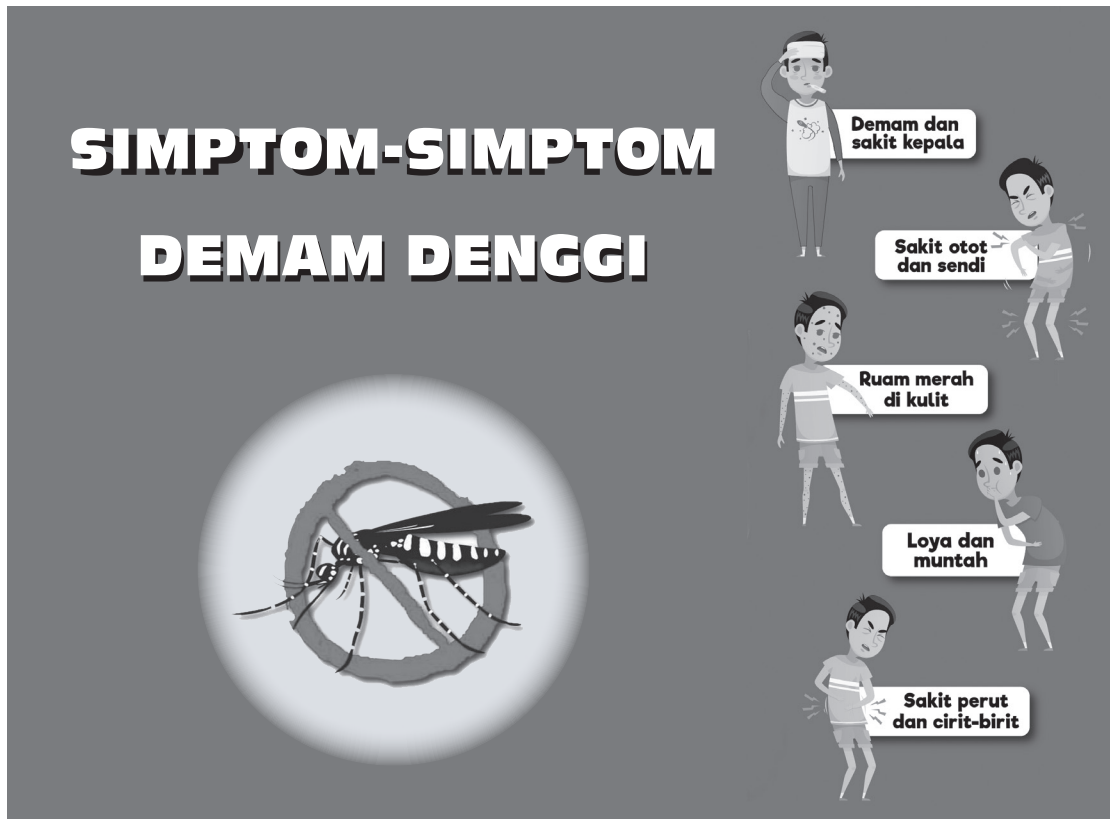 SIMPTOM-SIMPTOM
DEMAM DENGGI
Demam dan
sakit kepala
Sakit otot
dan sendi
Ruam merah
di kulit
Loya dan
muntah
Sakit perut
dan cirit-birit